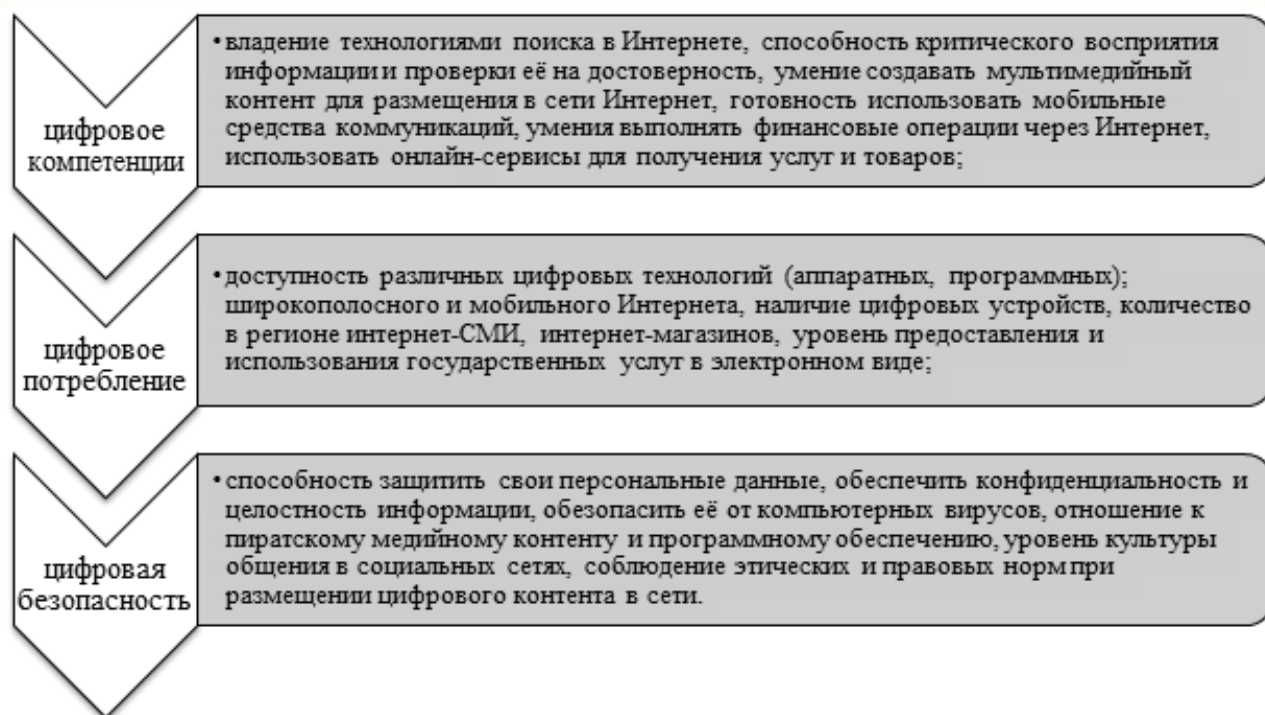 цифровое
компетенции
•владение технологиями поиска в Интернете, способность критического восприятия
информации и проверки её на достоверность, умение создавать мультимедийный
контент для размещения в сети Интернет, готовность использовать мобильные
средства коммуникаций, умения выполнять финансовые операции через Интернет,
использовать онлайн-сервисы для получения услуг и товаров;
цифровое
потребление
•доступность различных цифровых технологий (аппаратных, программных);
широкополосного и мобильного Интернета, наличие цифровых устройств, количество
в регионе интернет-СМИ, интернет-магазинов, уровень предоставления и
использования государственных услуг в электронном виде;
цифровая
безопасность
•способность защитить свои персональные данные, обеспечить конфиденциальность и
целостность информации, обезопасить её от компьютерных вирусов, отношение к
пиратскому медийному контенту и программному обеспечению, уровень культуры
общения в социальных сетях, соблюдение этических и правовых норм при
размещении цифрового контента в сети.